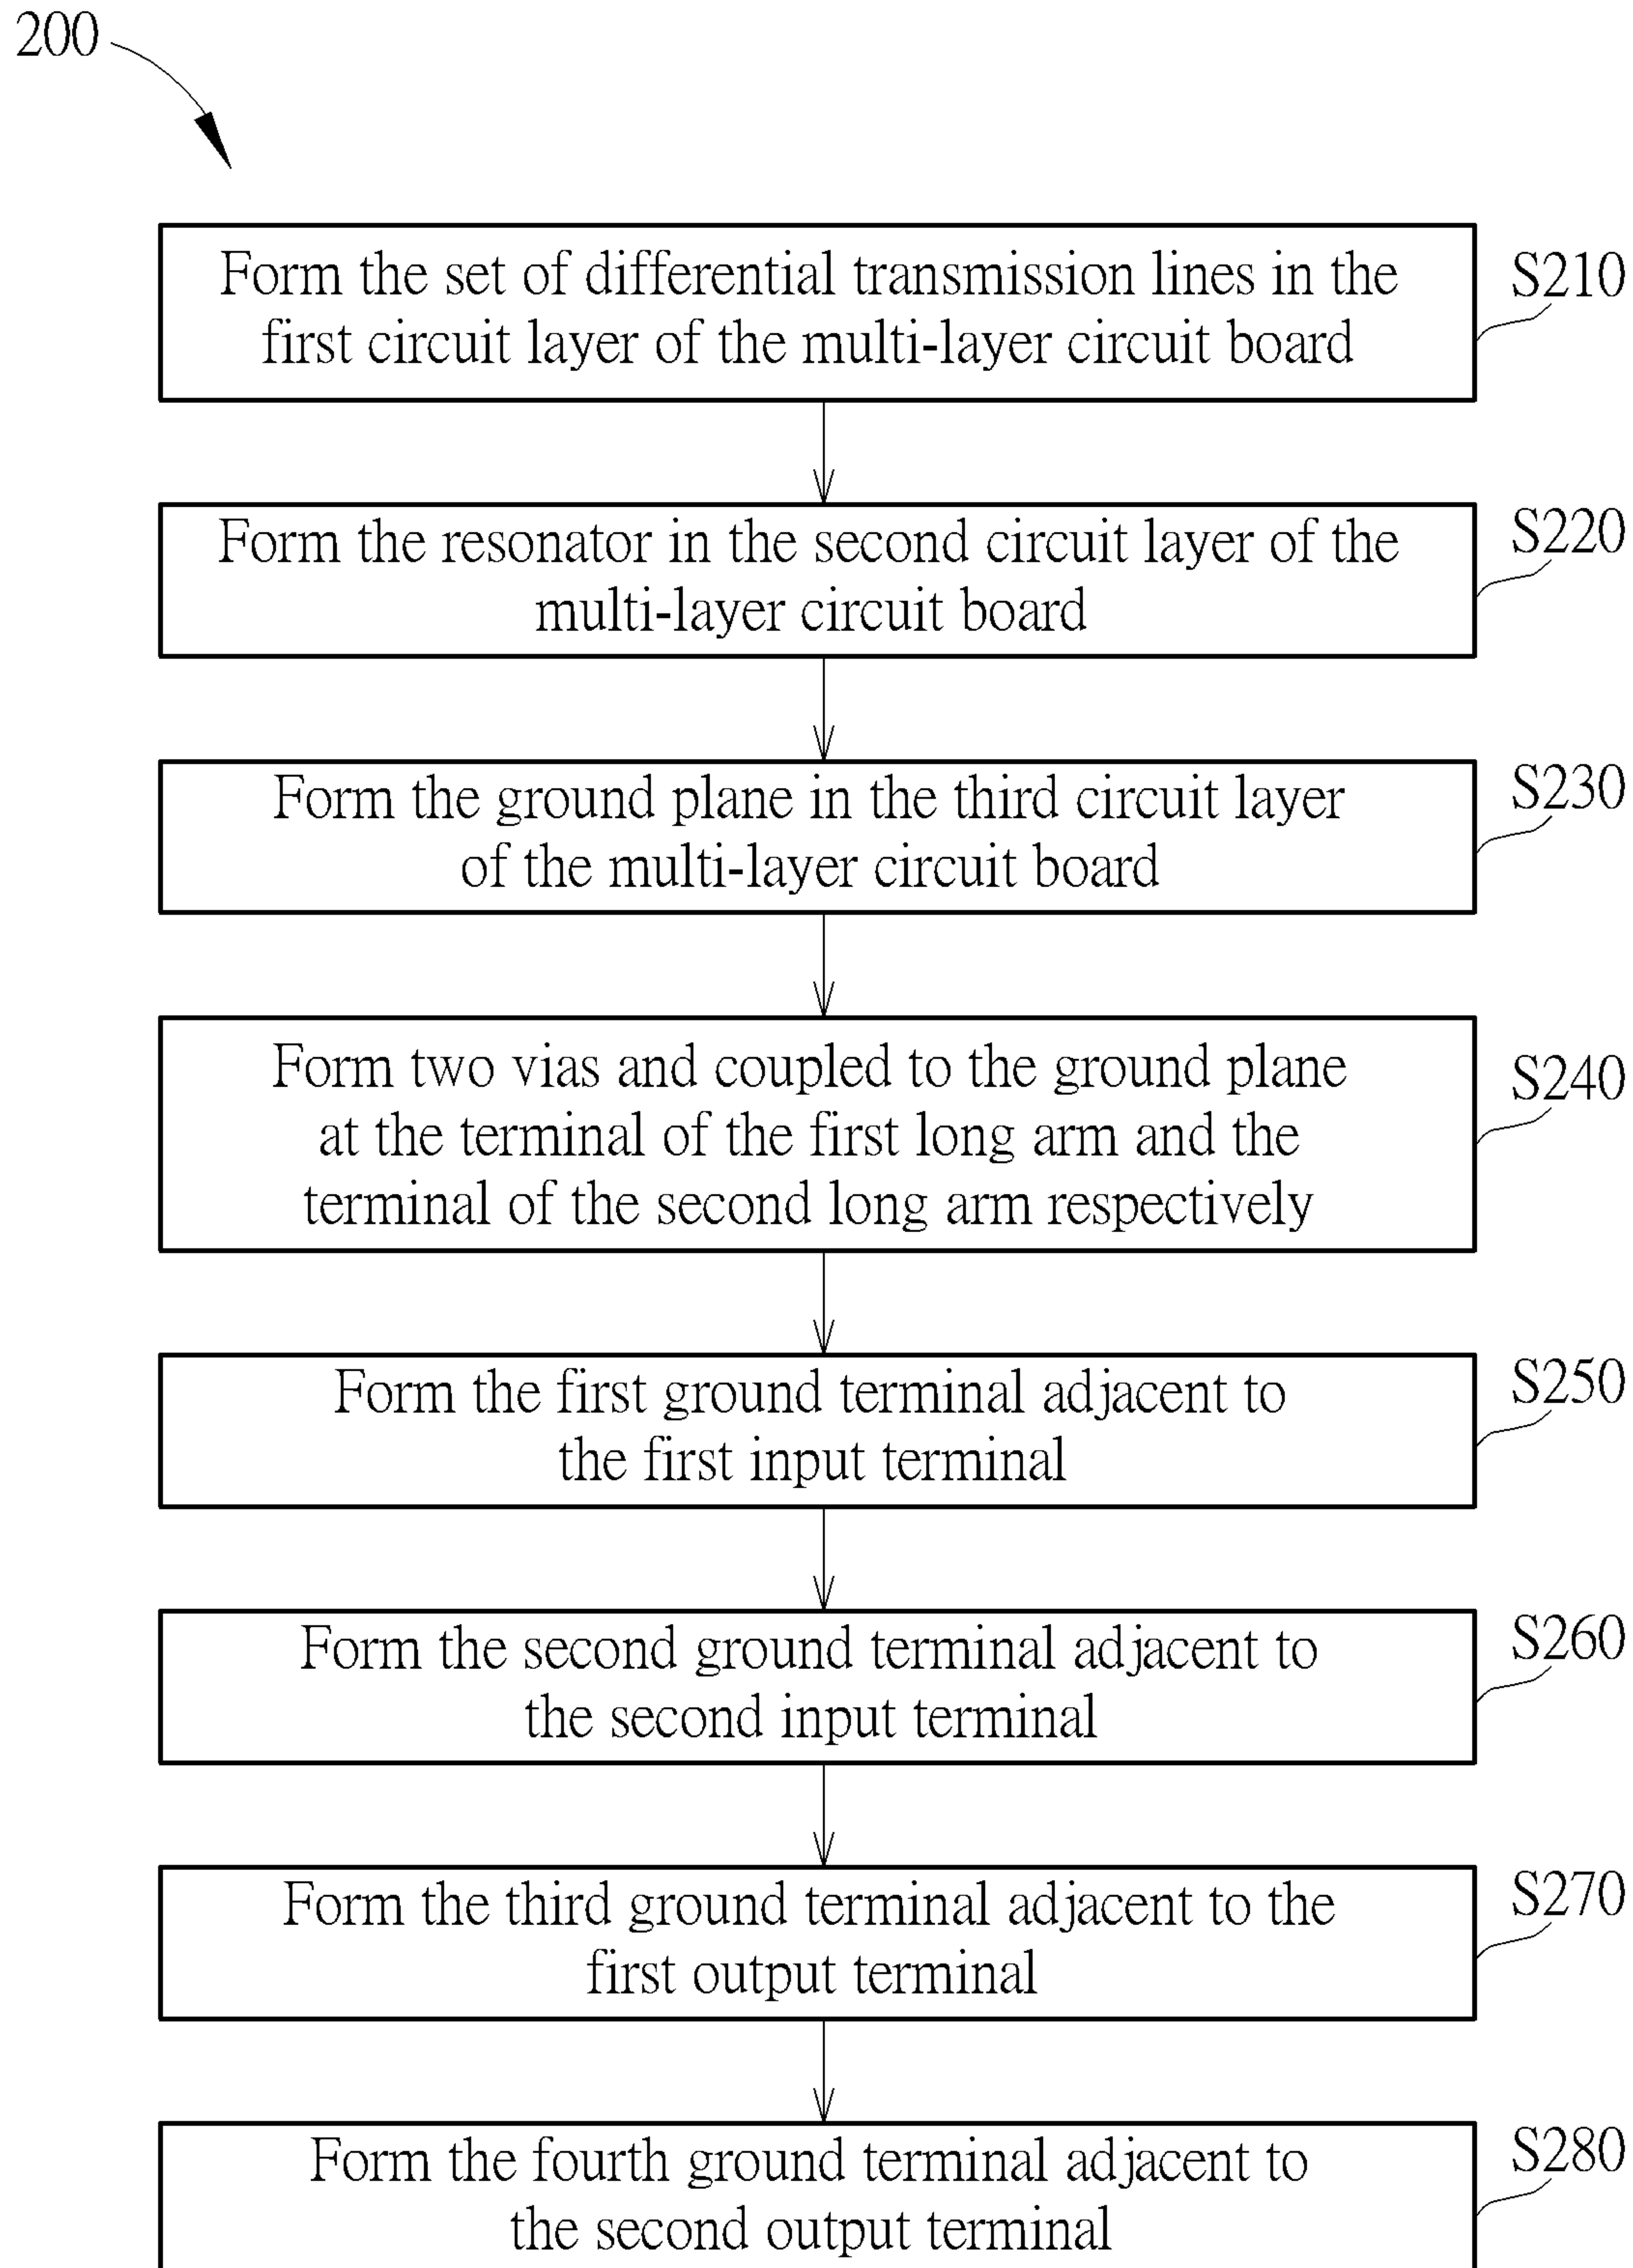 200
Form the set of differential transmission lines in the
first circuit layer of the multi-layer circuit board
S210
Form the resonator in the second circuit layer of the
multi-layer circuit board
S220
Form the ground plane in the third circuit layer
of the multi-layer circuit board
S230
Form two vias and coupled to the ground plane
at the terminal of the first long arm and the
terminal of the second long arm respectively
S240
Form the first ground terminal adjacent to
the first input terminal
S250
Form the second ground terminal adjacent to
the second input terminal
S260
Form the third ground terminal adjacent to the
first output terminal
S270
Form the fourth ground terminal adjacent to
the second output terminal
S280